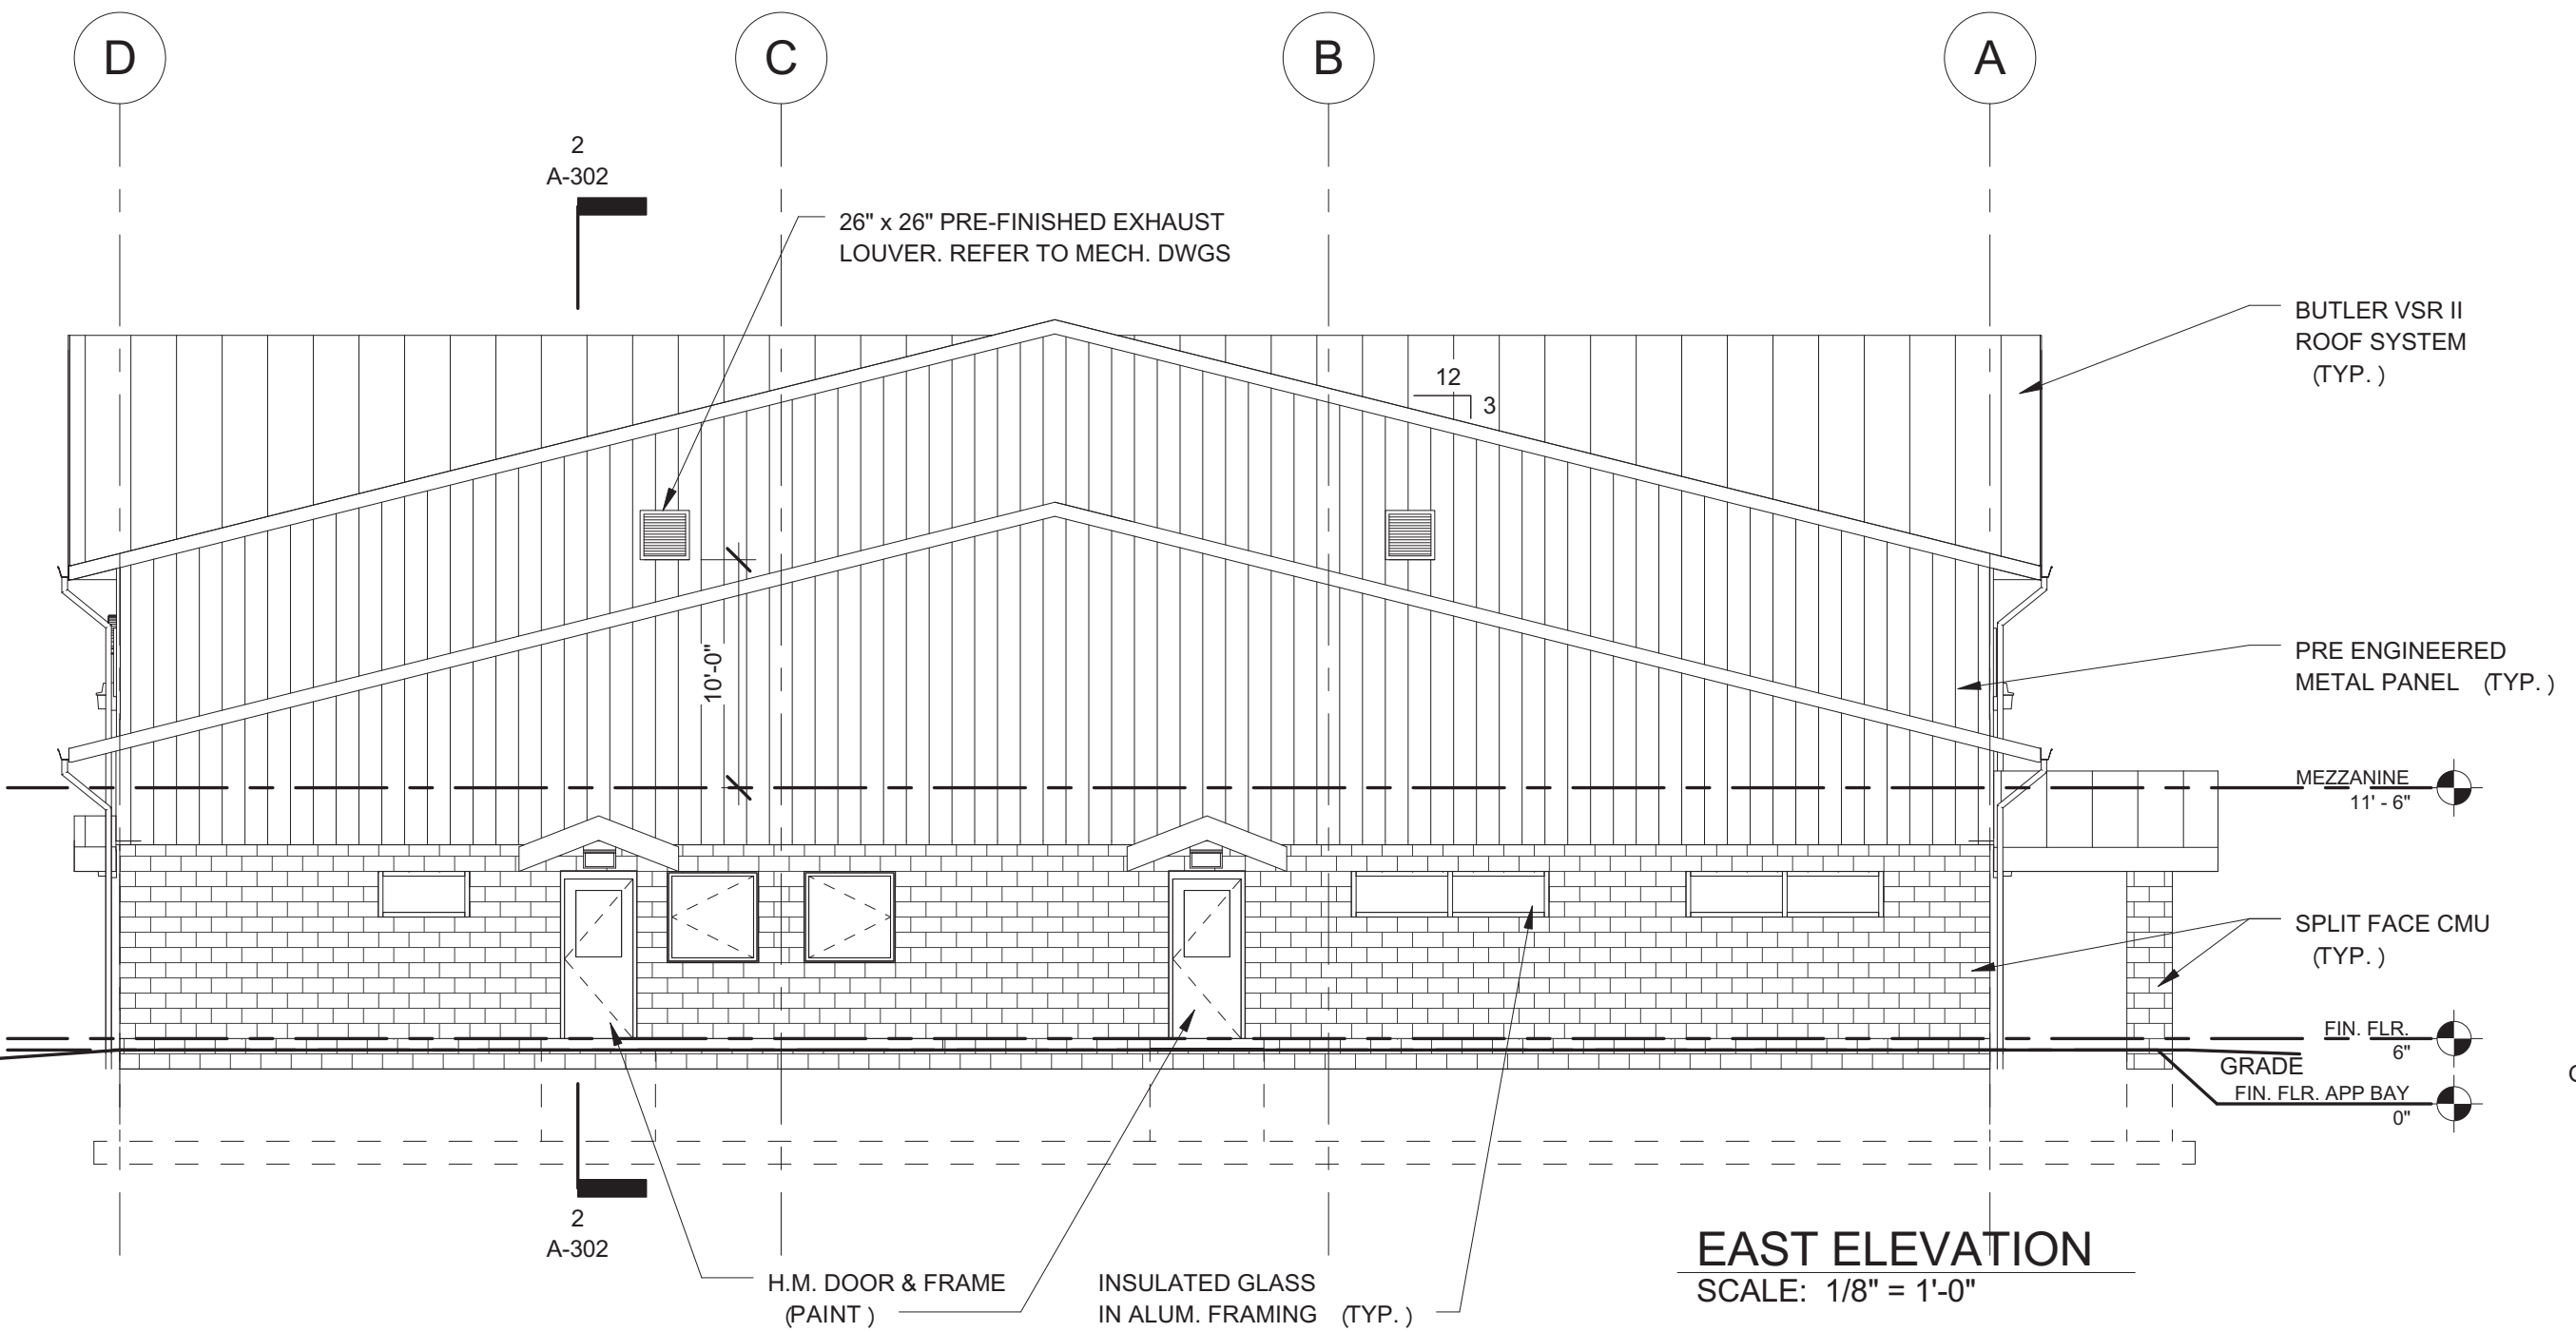 D
C
B
A
2
A-302
26" x 26" PRE-FINISHED EXHAUST
LOUVER. REFER TO MECH. DWGS
BUTLER VSR II
ROOF SYSTEM
(TYP. )
12
3
10'-0"
PRE ENGINEERED
METAL PANEL (TYP. )
MEZZANINE
11' - 6"
SPLIT FACE CMU
(TYP. )
FIN. FLR.
6"
GRADE
FIN. FLR. APP BAY
0"
2
A-302
H.M. DOOR & FRAME
(PAINT )
INSULATED GLASS
IN ALUM. FRAMING (TYP. )
EAST ELEVATION
SCALE: 1/8" = 1'-0"